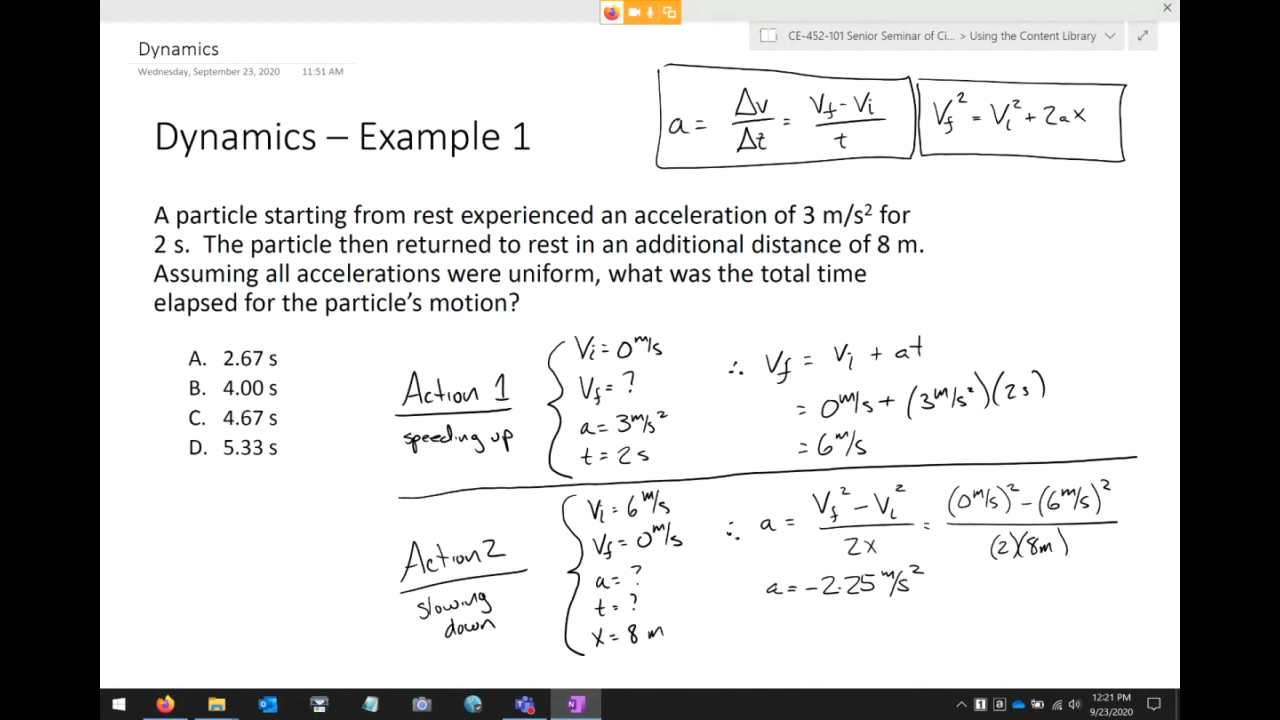 CE-452-101 Senior Seminar of Ci... > Using the Content Library
Dynamics
Wednesday, September 23, 2020 11:51 AM
Dynamics – Example 1
a = Δv/Δt = (Vf - Vi)/t
Vf² = Vi² + 2ax
A particle starting from rest experienced an acceleration of 3 m/s² for
2 s. The particle then returned to rest in an additional distance of 8 m.
Assuming all accelerations were uniform, what was the total time
elapsed for the particle's motion?
A. 2.67 s
B. 4.00 s
C. 4.67 s
D. 5.33 s
Action 1
speeding up
Vi = 0 m/s
Vf = ?
a = 3 m/s²
t = 2 s
∴ Vf = Vi + at
= 0 m/s + (3 m/s²)(2 s)
= 6 m/s
Action 2
slowing
down
Vi = 6 m/s
Vf = 0 m/s
a = ?
t = ?
x = 8 m
∴ a = (Vf² - Vi²)/2x = ((0 m/s)² - (6 m/s)²)/(2)(8m)
a = -2.25 m/s²
12:21 PM
9/23/2020